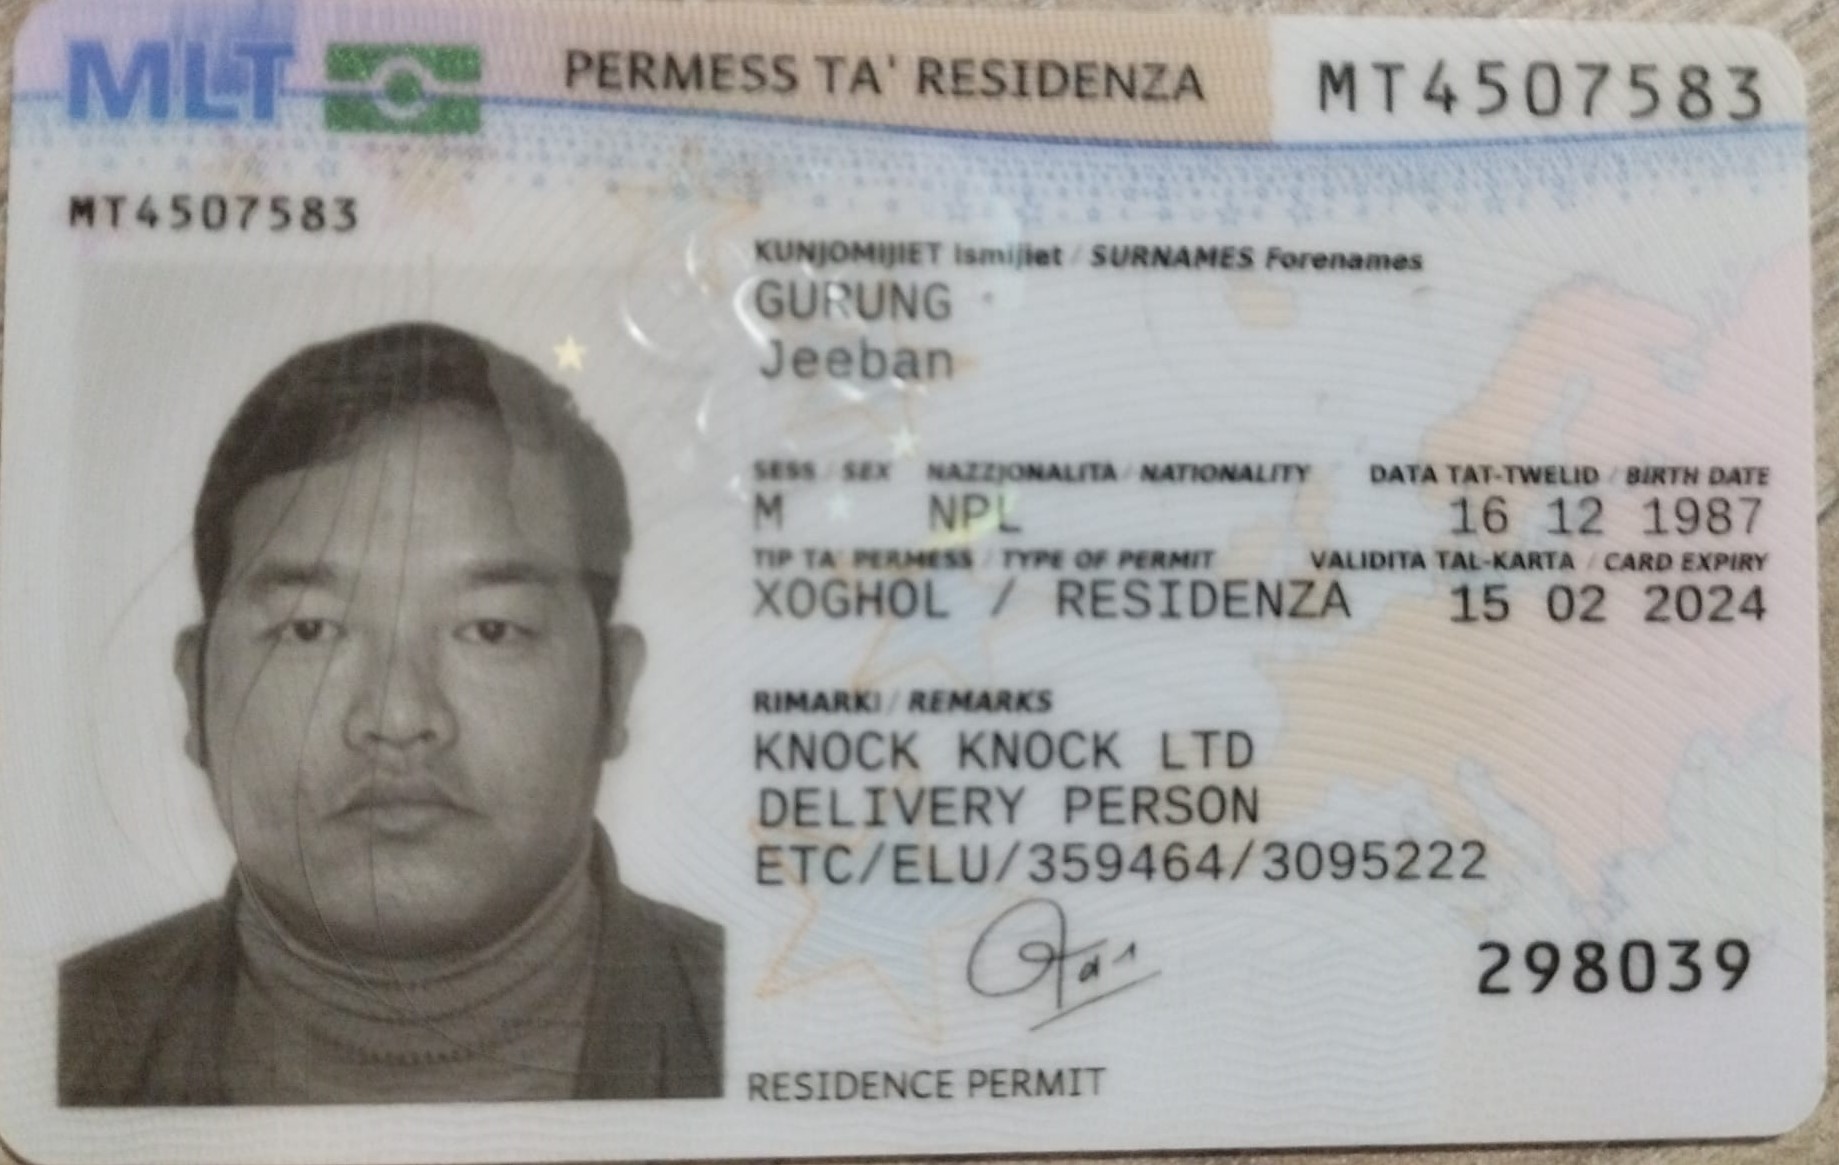 MLT PERMESS TA' RESIDENZA MT4507583
MT4507583
KUNJOMIJIET Ismijiet / SURNAMES Forenames
GURUNG
Jeeban
SESS / SEX NAZZJONALITA / NATIONALITY DATA TAT-TWELID / BIRTH DATE
M NPL 16 12 1987
TIP TA' PERMESS / TYPE OF PERMIT VALIDITA TAL-KARTA / CARD EXPIRY
XOGHOL / RESIDENZA 15 02 2024
RIMARKI / REMARKS
KNOCK KNOCK LTD
DELIVERY PERSON
ETC/ELU/359464/3095222
298039
RESIDENCE PERMIT